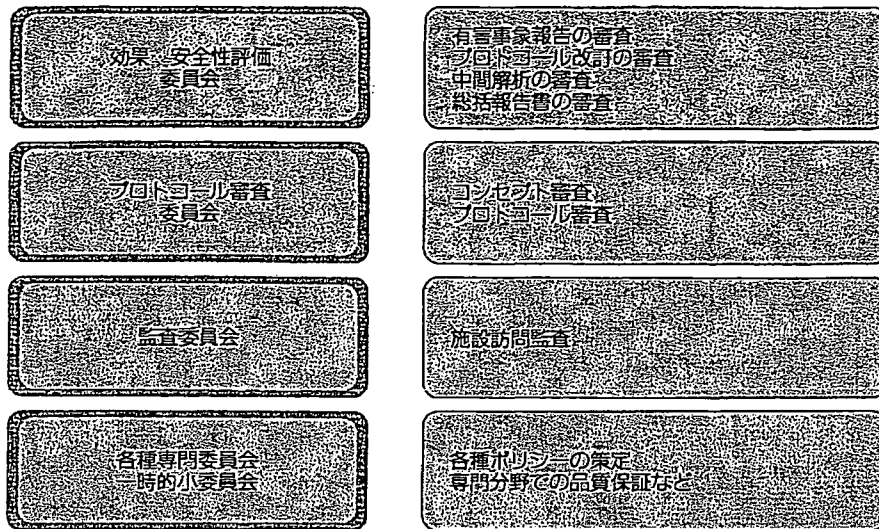 効果・安全性評価
委員会
有害事象報告の審査
プロトコール改訂の審査
中間解析の審査
総括報告書の審査
プロトコール審査
委員会
コンセプト審査
プロトコール審査
監査委員会
施設訪問監査
各種専門委員会
一時的小委員会
各種ポリシーの策定
専門分野での品質保証など